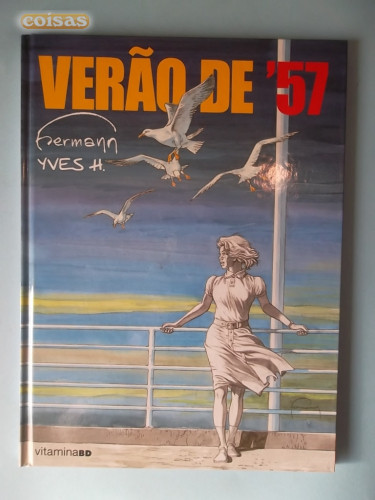 coisas
VERÃO DE '57
Hermann
YVES H.
vitaminaBD